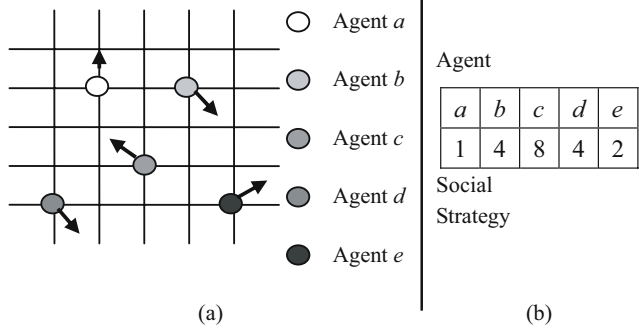 Agent a
Agent b
Agent c
Agent d
Agent e
(a)
Agent
a b c d e
1 4 8 4 2
Social
Strategy
(b)